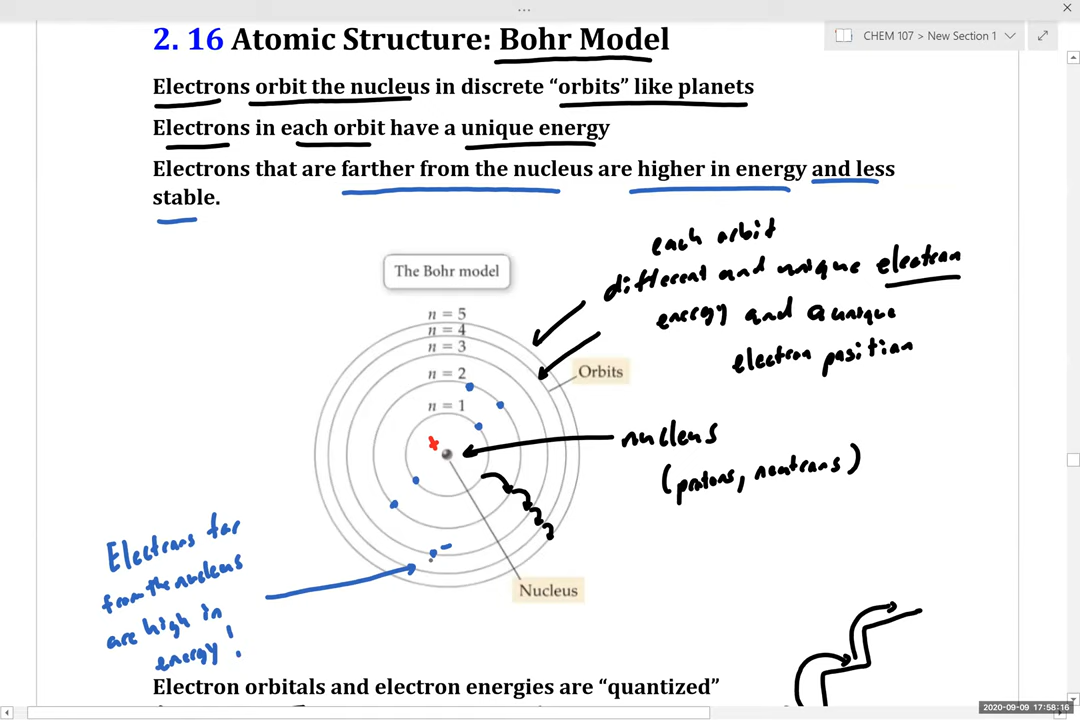 CHEM 107 > New Section 1
2. 16 Atomic Structure: Bohr Model
Electrons orbit the nucleus in discrete “orbits” like planets
Electrons in each orbit have a unique energy
Electrons that are farther from the nucleus are higher in energy and less
stable.
each orbit
different and unique electron
energy and a unique
electron position
The Bohr model
n = 5
n = 4
n = 3
n = 2
n = 1
Orbits
nucleus
(protons, neutrons)
+
-
Electrons far
from the nucleus
are high in
energy!
Nucleus
Electron orbitals and electron energies are “quantized”
2020-09-09 17:58:16